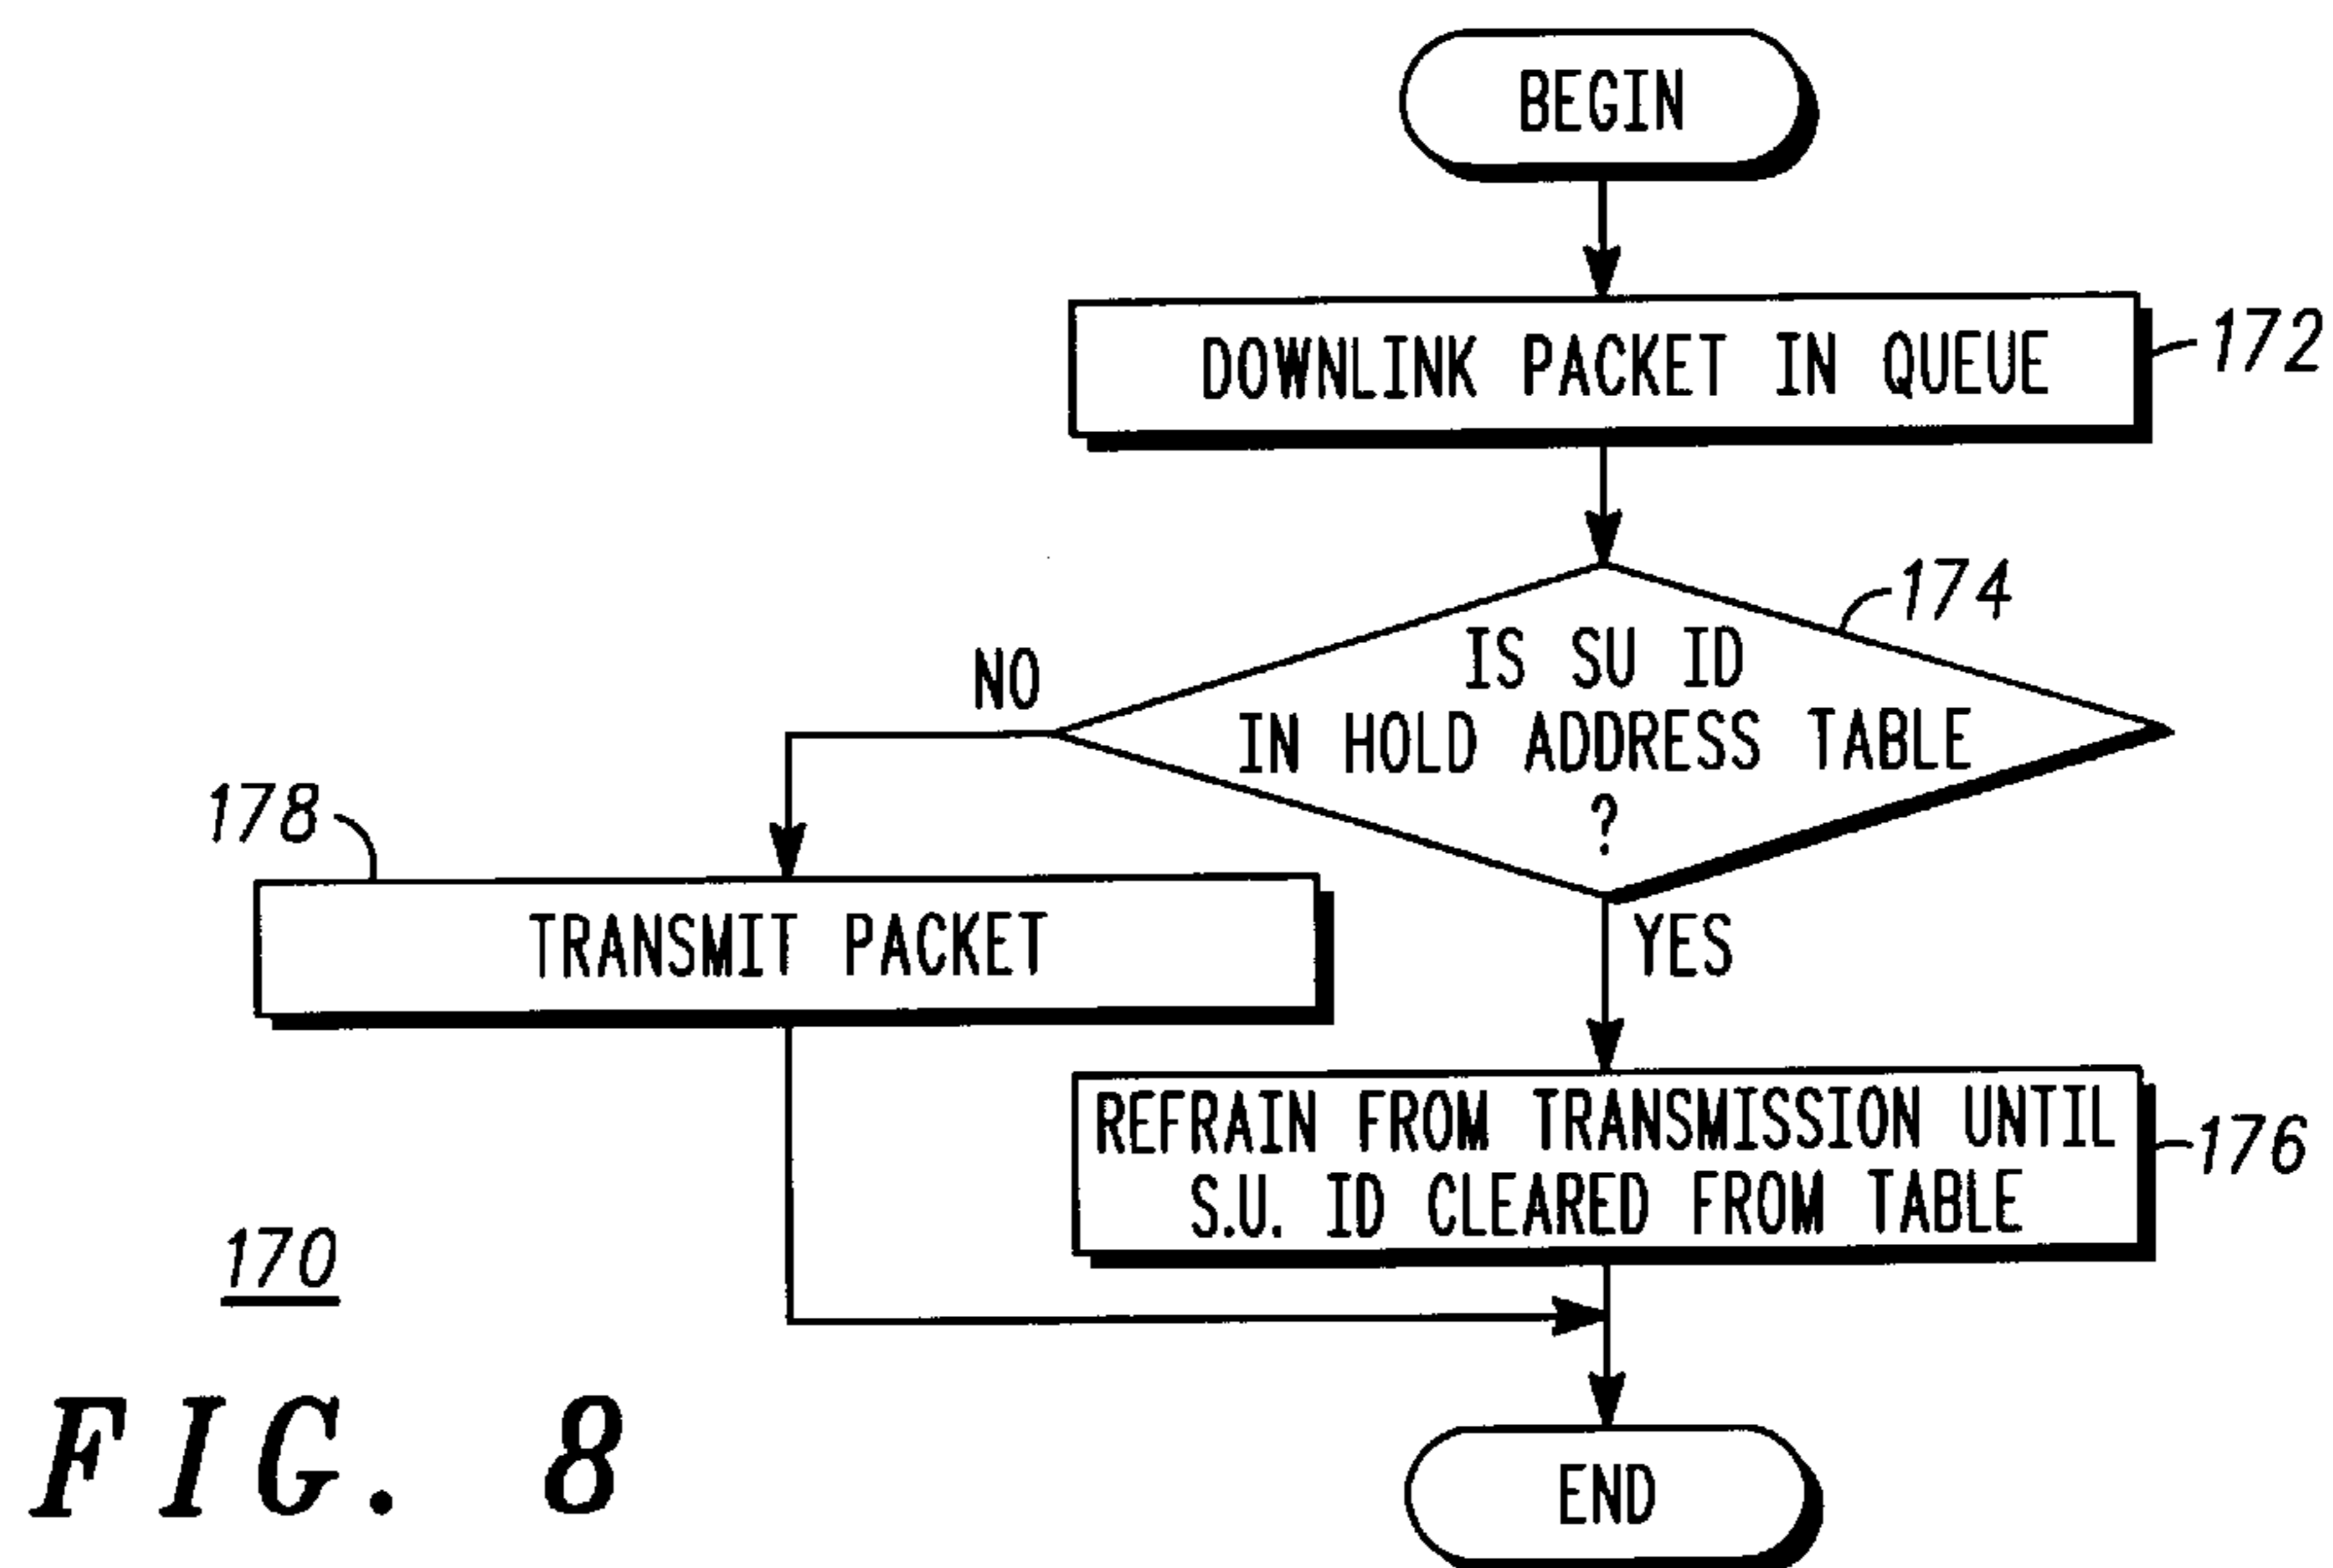 BEGIN
DOWNLINK PACKET IN QUEUE
172
174
IS SU ID
IN HOLD ADDRESS TABLE
?
NO
YES
178
TRANSMIT PACKET
REFRAIN FROM TRANSMISSION UNTIL
S.U. ID CLEARED FROM TABLE
176
170
END
FIG. 8